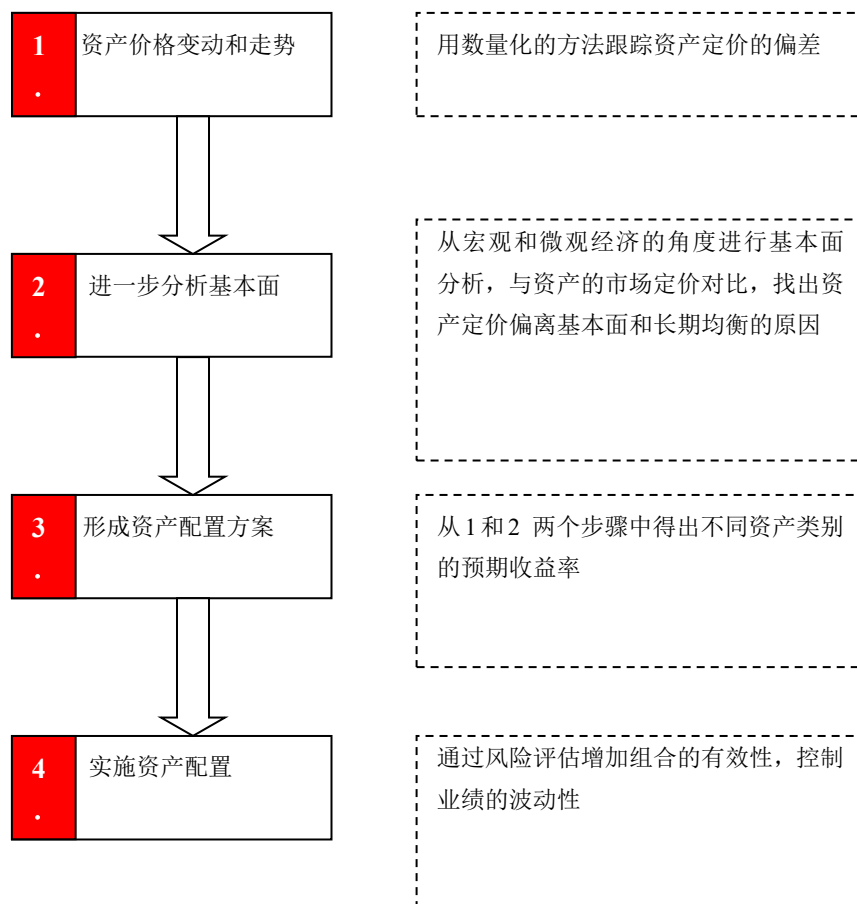 1
.
资产价格变动和走势
用数量化的方法跟踪资产定价的偏差
2
.
进一步分析基本面
从宏观和微观经济的角度进行基本面
分析，与资产的市场定价对比，找出资
产定价偏离基本面和长期均衡的原因
3
.
形成资产配置方案
从 1 和 2 两个步骤中得出不同资产类别
的预期收益率
4
.
实施资产配置
通过风险评估增加组合的有效性，控制
业绩的波动性